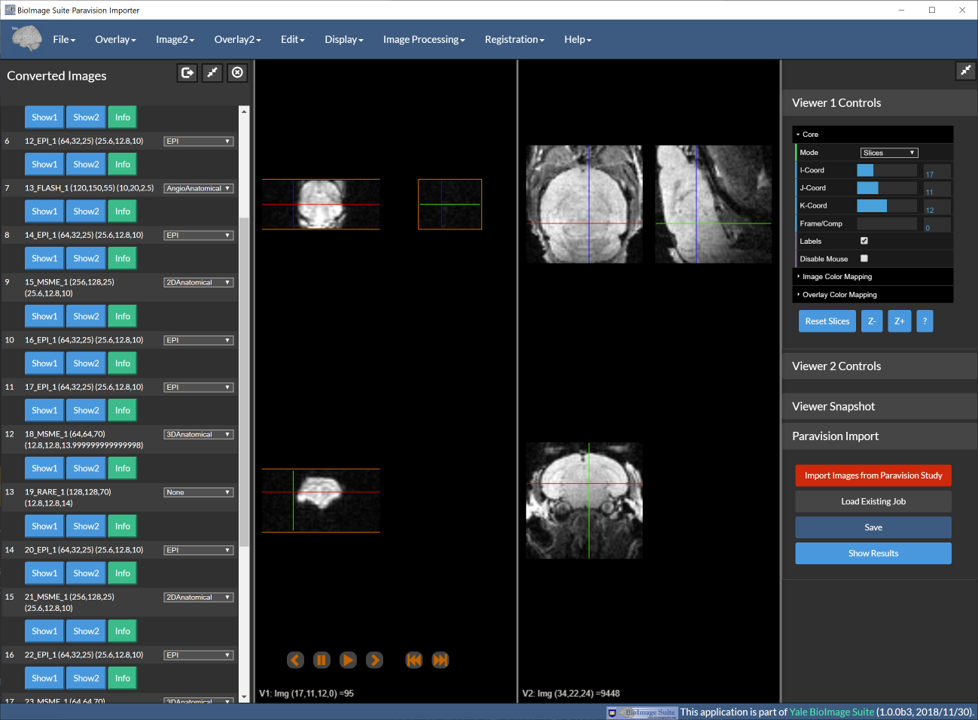 BioImage Suite Paravision Importer
File Overlay Image2 Overlay2 Edit Display Image Processing Registration Help
Converted Images
Show1 Show2 Info
6 12_EPI_1 (64,32,25) (25.6,12.8,10) EPI
Show1 Show2 Info
7 13_FLASH_1 (120,150,55) (10,20,2.5) AngioAnatomical
Show1 Show2 Info
8 14_EPI_1 (64,32,25) (25.6,12.8,10) EPI
Show1 Show2 Info
9 15_MSME_1 (256,128,25) 2DAnatomical
(25.6,12.8,10)
Show1 Show2 Info
10 16_EPI_1 (64,32,25) (25.6,12.8,10) EPI
Show1 Show2 Info
11 17_EPI_1 (64,32,25) (25.6,12.8,10) EPI
Show1 Show2 Info
12 18_MSME_1 (64,64,70) 3DAnatomical
(12.8,12.8,13.999999999999998)
Show1 Show2 Info
13 19_RARE_1 (128,128,70) None
(12.8,12.8,14)
Show1 Show2 Info
14 20_EPI_1 (64,32,25) (25.6,12.8,10) EPI
Show1 Show2 Info
15 21_MSME_1 (256,128,25) 2DAnatomical
(25.6,12.8,10)
Show1 Show2 Info
16 22_EPI_1 (64,32,25) (25.6,12.8,10) EPI
Show1 Show2 Info
17 23_MSME_1 (64,64,70) 3DAnatomical
V1: Img (17,11,12,0) =95
V2: Img (34,22,24) =9448
Viewer 1 Controls
Core
Mode Slices
I-Coord 17
J-Coord 11
K-Coord 12
Frame/Comp 0
Labels
Disable Mouse
Image Color Mapping
Overlay Color Mapping
Reset Slices Z- Z+ ?
Viewer 2 Controls
Viewer Snapshot
Paravision Import
Import Images from Paravision Study
Load Existing Job
Save
Show Results
BioImage Suite This application is part of Yale BioImage Suite (1.0.0b3, 2018/11/30)